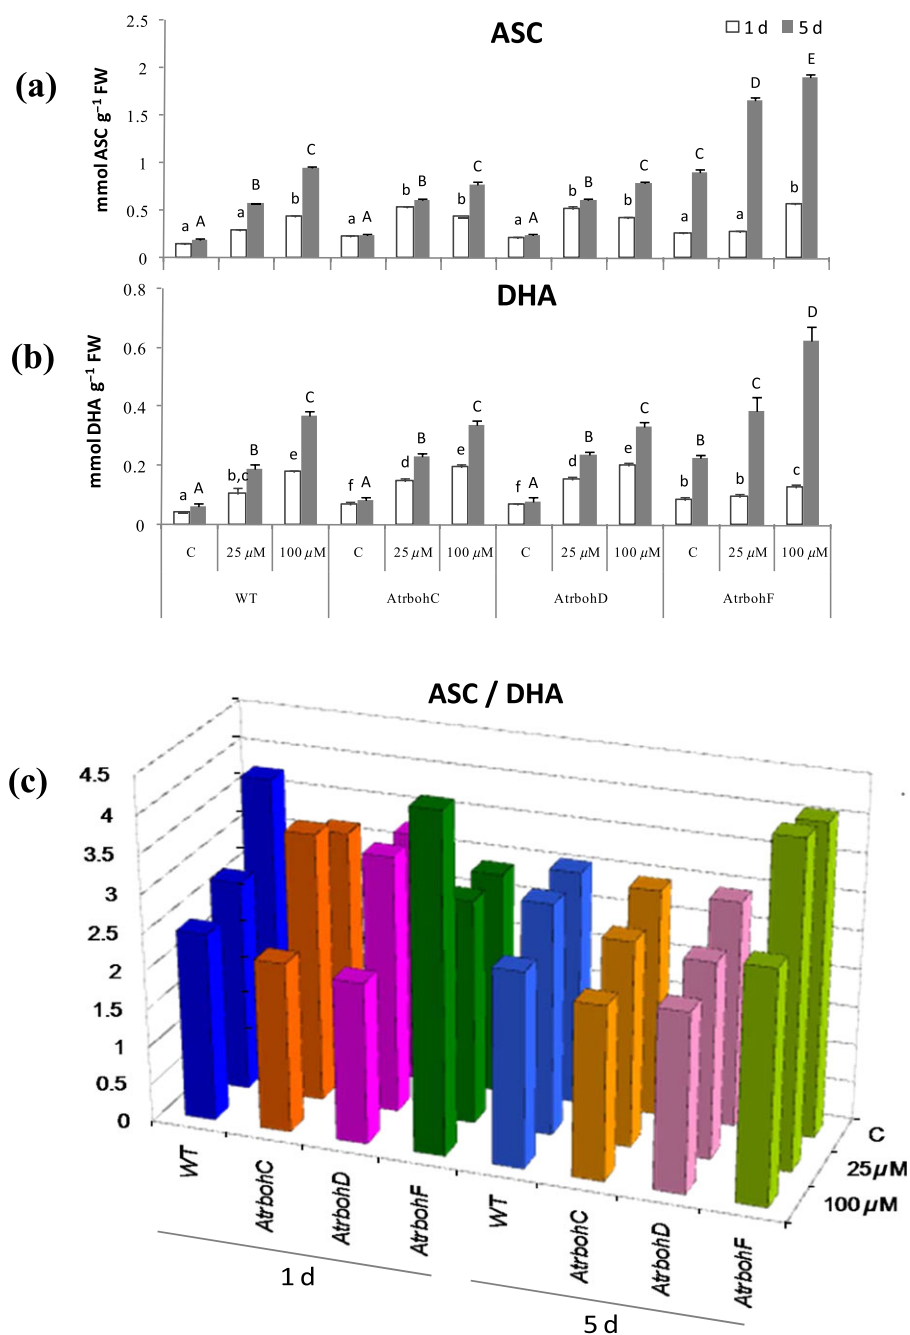 (a)
ASC
1 d 5 d
mmol ASC g⁻¹ FW
2.5
2
1.5
1
0.5
0
a A a B b C a A b B b C a A b B b C a C a D b E
(b)
DHA
mmol DHA g⁻¹ FW
0.8
0.6
0.4
0.2
0
a A b,c B e C f A d B e C f A d B e C b B b C c D
C 25 µM 100 µM C 25 µM 100 µM C 25 µM 100 µM C 25 µM 100 µM
WT AtrbohC AtrbohD AtrbohF
(c)
ASC / DHA
4.5
4
3.5
3
2.5
2
1.5
1
0.5
0
C
25 µM
100 µM
WT AtrbohC AtrbohD AtrbohF WT AtrbohC AtrbohD AtrbohF
1 d
5 d